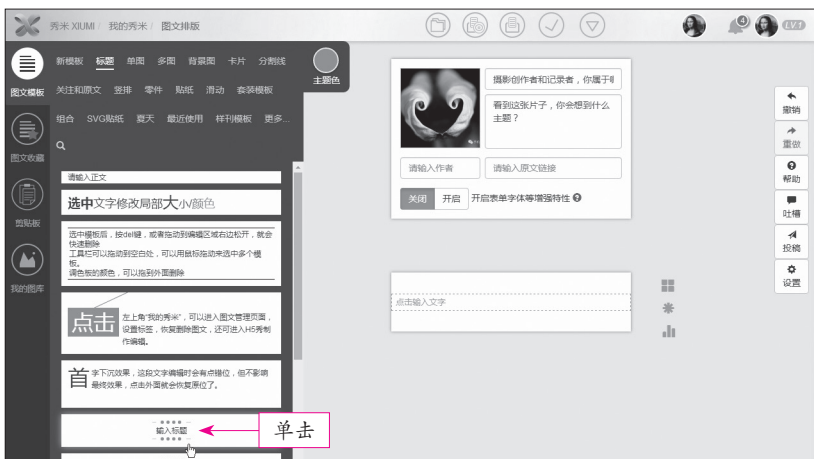 秀米 XIUMI / 我的秀米 / 图文排版
4
LV.1
图文模板
图文收藏
剪贴板
我的图库
新模板 标题 单图 多图 背景图 卡片 分割线
关注和原文 竖排 零件 贴纸 滑动 套装模板
组合 SVG贴纸 夏天 最近使用 样刊模板 更多...
主题色
请输入正文
选中文字修改局部大小/颜色
选中模板后，按del键，或者拖动到编辑区域右边松开，就会
快速删除
工具栏可以拖动到空白处，可以用鼠标拖动来选中多个模
板。
调色板的颜色，可以拖到外面删除
点击 左上角"我的秀米"，可以进入图文管理页面，
设置标签，恢复删除图文，还可进入H5秀制
作编辑。
首 字下沉效果，这段文字编辑时会有点错位，但不影响
最终效果，点击外面就会恢复原位了。
输入标题
单击
摄影创作者和记录者，你属于
看到这张片子，你会想到什么
主题？
请输入作者
请输入原文链接
关闭 开启 开启表单字体等增强特性
点击输入文字
撤销
重做
帮助
吐槽
投稿
设置